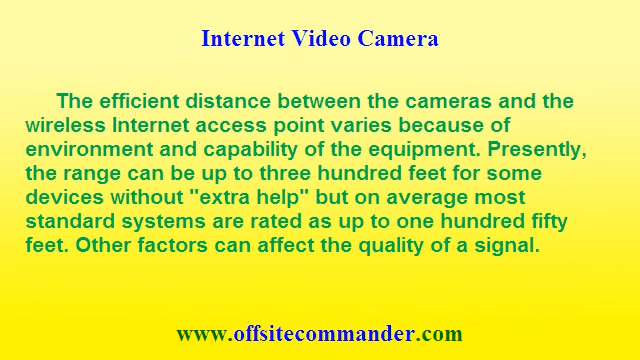 Internet Video Camera
The efficient distance between the cameras and the
wireless Internet access point varies because of
environment and capability of the equipment. Presently,
the range can be up to three hundred feet for some
devices without "extra help" but on average most
standard systems are rated as up to one hundred fifty
feet. Other factors can affect the quality of a signal.
www.offsitecommander.com